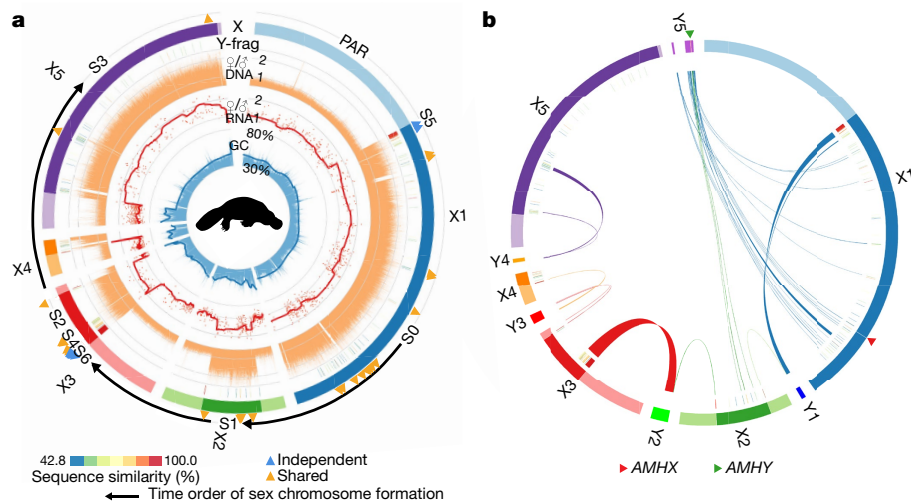 a
X
Y-frag
♀/♂ 2
DNA 1
♀/♂ 2
RNA 1
80%
GC
30%
PAR
S5
X1
S0
S1
X2
S6
S4
S2
X3
X4
X5
S3
42.8 100.0
Sequence similarity (%)
Independent
Shared
Time order of sex chromosome formation
b
Y5
X1
Y1
X2
Y2
X3
Y3
X4
Y4
X5
AMHX AMHY